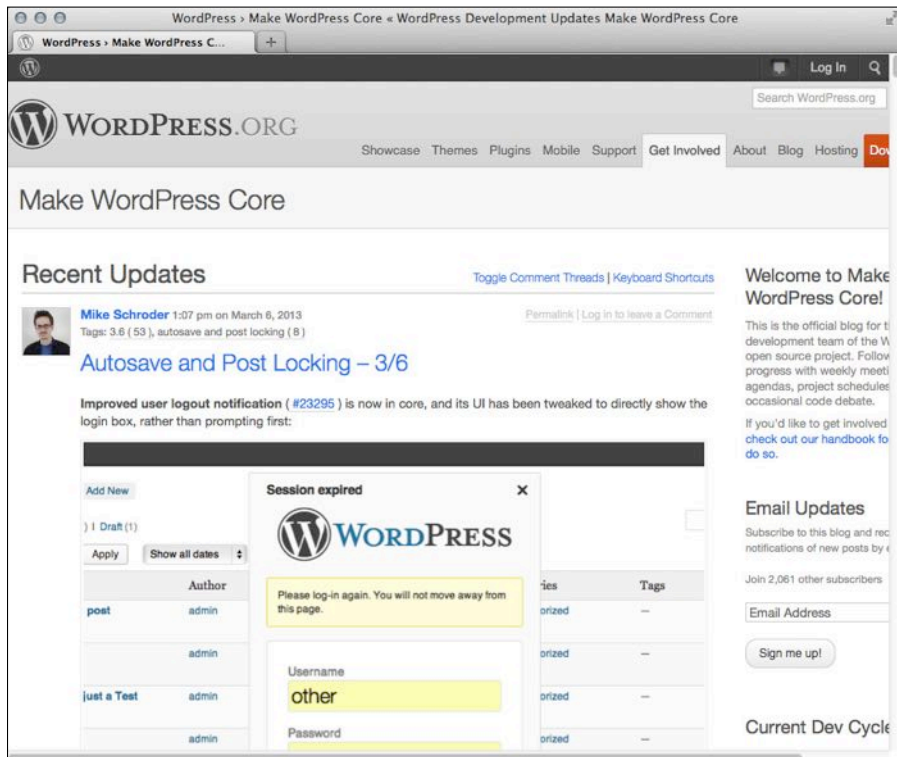 WordPress › Make WordPress Core « WordPress Development Updates Make WordPress Core
WordPress › Make WordPress C...
Log In
Search WordPress.org
WORDPRESS.ORG
Showcase Themes Plugins Mobile Support Get Involved About Blog Hosting Dow
Make WordPress Core
Recent Updates
Toggle Comment Threads | Keyboard Shortcuts
Mike Schroder 1:07 pm on March 6, 2013
Permalink | Log in to leave a Comment
Tags: 3.6 ( 53 ), autosave and post locking ( 8 )
Autosave and Post Locking – 3/6
Improved user logout notification ( #23295 ) is now in core, and its UI has been tweaked to directly show the
login box, rather than prompting first:
Add New
) | Draft (1)
Apply Show all dates
Author
post admin
admin
just a Test admin
admin
Session expired
WORDPRESS
Please log-in again. You will not move away from
this page.
Username
other
Password
ries Tags
orized —
orized —
orized —
orized —
Welcome to Make
WordPress Core!
This is the official blog for t
development team of the W
open source project. Follow
progress with weekly meeti
agendas, project schedules
occasional code debate.
If you'd like to get involved
check out our handbook fo
do so.
Email Updates
Subscribe to this blog and rec
notifications of new posts by e
Join 2,061 other subscribers
Email Address
Sign me up!
Current Dev Cycle